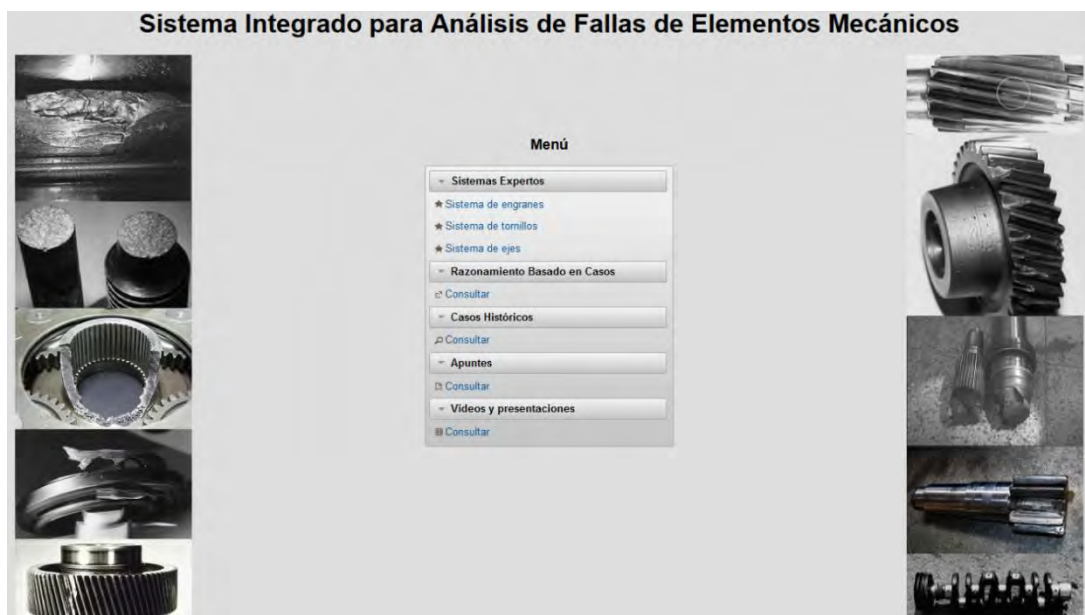 Sistema Integrado para Análisis de Fallas de Elementos Mecánicos
Menú
Sistemas Expertos
Sistema de engranes
Sistema de tornillos
Sistema de ejes
Razonamiento Basado en Casos
Consultar
Casos Históricos
Consultar
Apuntes
Consultar
Videos y presentaciones
Consultar